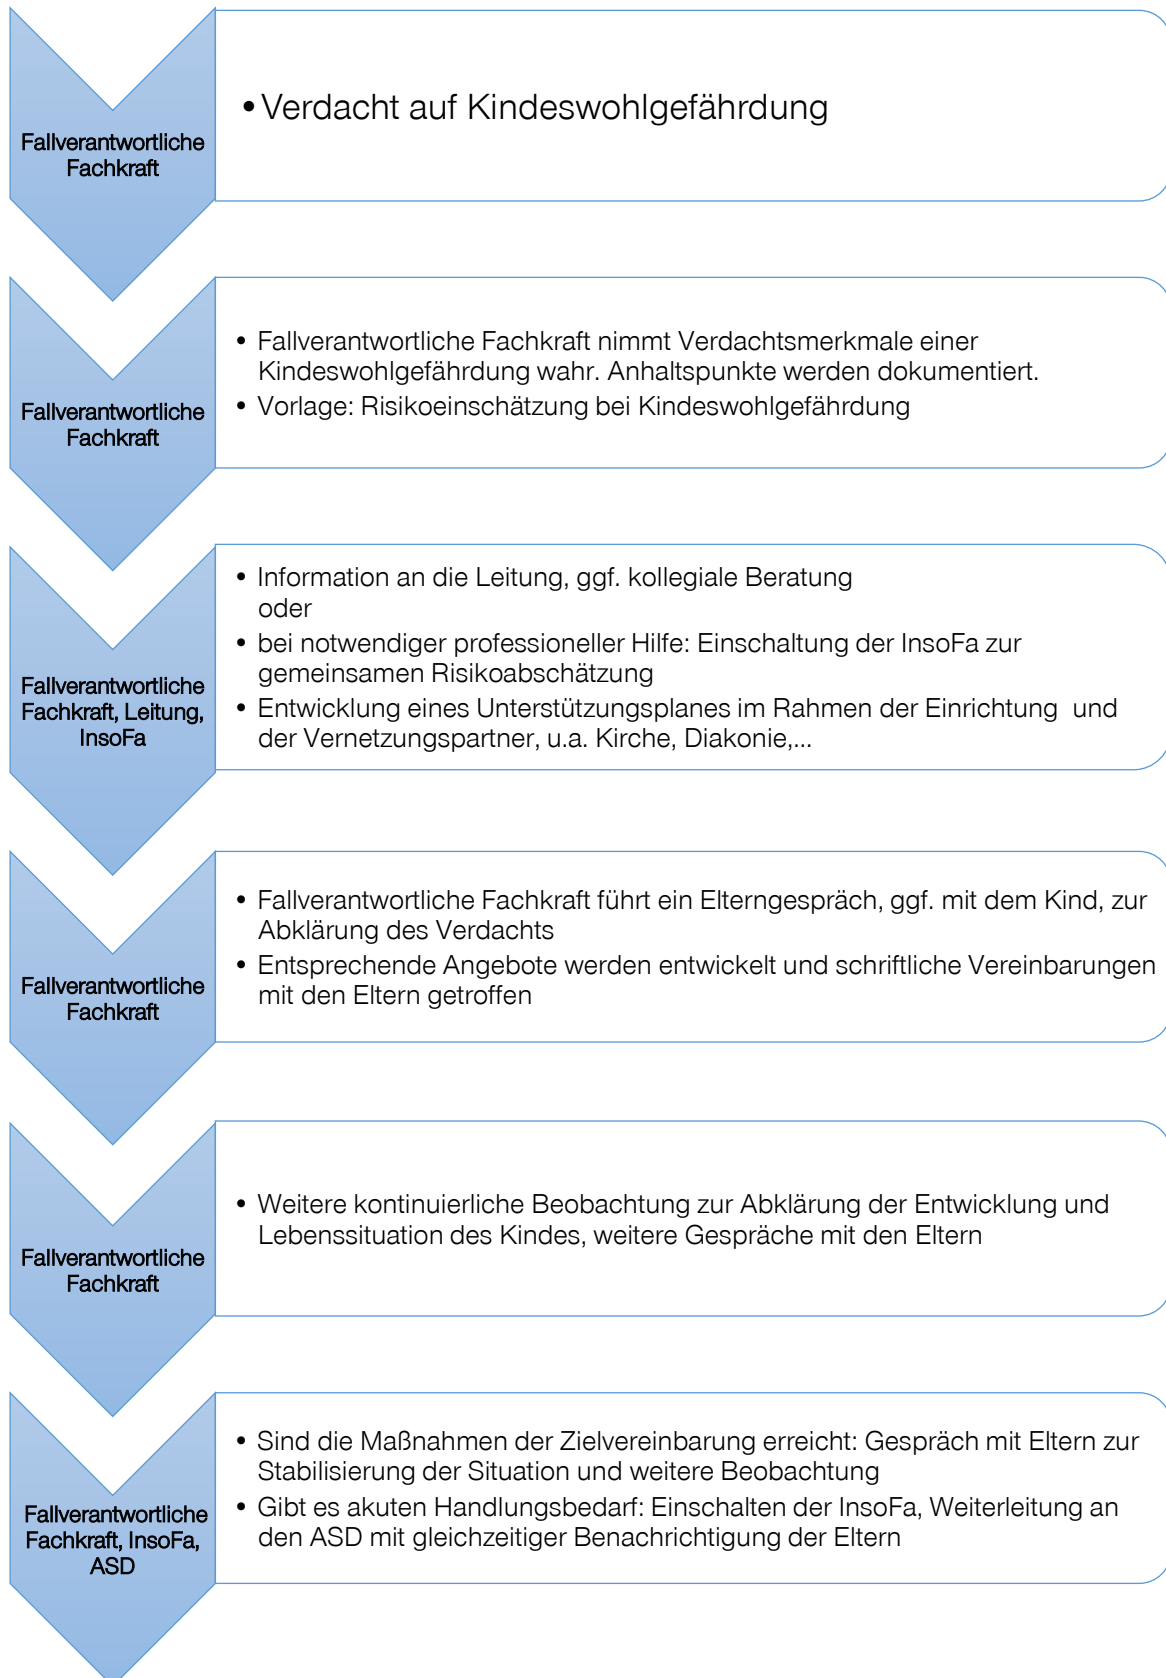 Fallverantwortliche
Fachkraft
•Verdacht auf Kindeswohlgefährdung
Fallverantwortliche
Fachkraft
• Fallverantwortliche Fachkraft nimmt Verdachtsmerkmale einer
Kindeswohlgefährdung wahr. Anhaltspunkte werden dokumentiert.
• Vorlage: Risikoeinschätzung bei Kindeswohlgefährdung
Fallverantwortliche
Fachkraft, Leitung,
InsoFa
• Information an die Leitung, ggf. kollegiale Beratung
oder
• bei notwendiger professioneller Hilfe: Einschaltung der InsoFa zur
gemeinsamen Risikoabschätzung
• Entwicklung eines Unterstützungsplanes im Rahmen der Einrichtung und
der Vernetzungspartner, u.a. Kirche, Diakonie,...
Fallverantwortliche
Fachkraft
• Fallverantwortliche Fachkraft führt ein Elterngespräch, ggf. mit dem Kind, zur
Abklärung des Verdachts
• Entsprechende Angebote werden entwickelt und schriftliche Vereinbarungen
mit den Eltern getroffen
Fallverantwortliche
Fachkraft
• Weitere kontinuierliche Beobachtung zur Abklärung der Entwicklung und
Lebenssituation des Kindes, weitere Gespräche mit den Eltern
Fallverantwortliche
Fachkraft, InsoFa,
ASD
• Sind die Maßnahmen der Zielvereinbarung erreicht: Gespräch mit Eltern zur
Stabilisierung der Situation und weitere Beobachtung
• Gibt es akuten Handlungsbedarf: Einschalten der InsoFa, Weiterleitung an
den ASD mit gleichzeitiger Benachrichtigung der Eltern